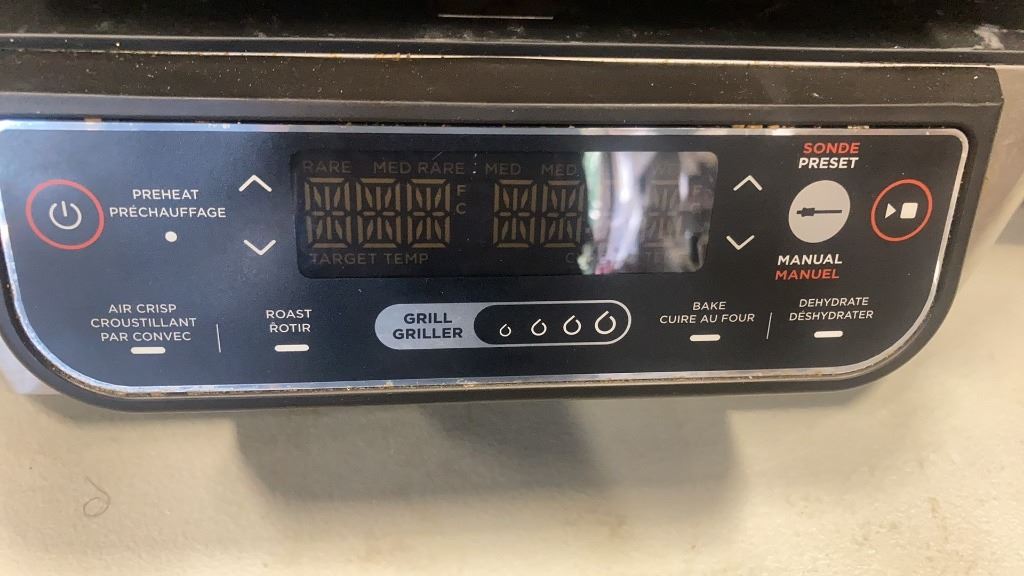 PREHEAT
PRÉCHAUFFAGE
RARE MED RARE MED MED
F
C
TARGET TEMP
SONDE
PRESET
MANUAL
MANUEL
AIR CRISP
CROUSTILLANT
PAR CONVEC
ROAST
ROTIR
GRILL
GRILLER
BAKE
CUIRE AU FOUR
DEHYDRATE
DÉSHYDRATER